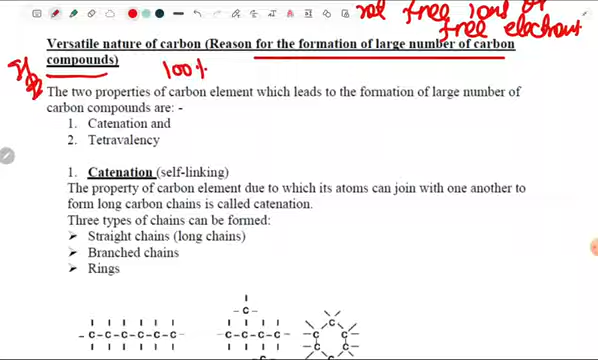 not free ions or
free electrons
Versatile nature of carbon (Reason for the formation of large number of carbon
compounds)
100%
The two properties of carbon element which leads to the formation of large number of
carbon compounds are: -
1. Catenation and
2. Tetravalency
1. Catenation (self-linking)
The property of carbon element due to which its atoms can join with one another to
form long carbon chains is called catenation.
Three types of chains can be formed:
➤ Straight chains (long chains)
➤ Branched chains
➤ Rings
- C - C - C - C - C - C -
- C -
- C - C - C - C -
C
C C
C C
C